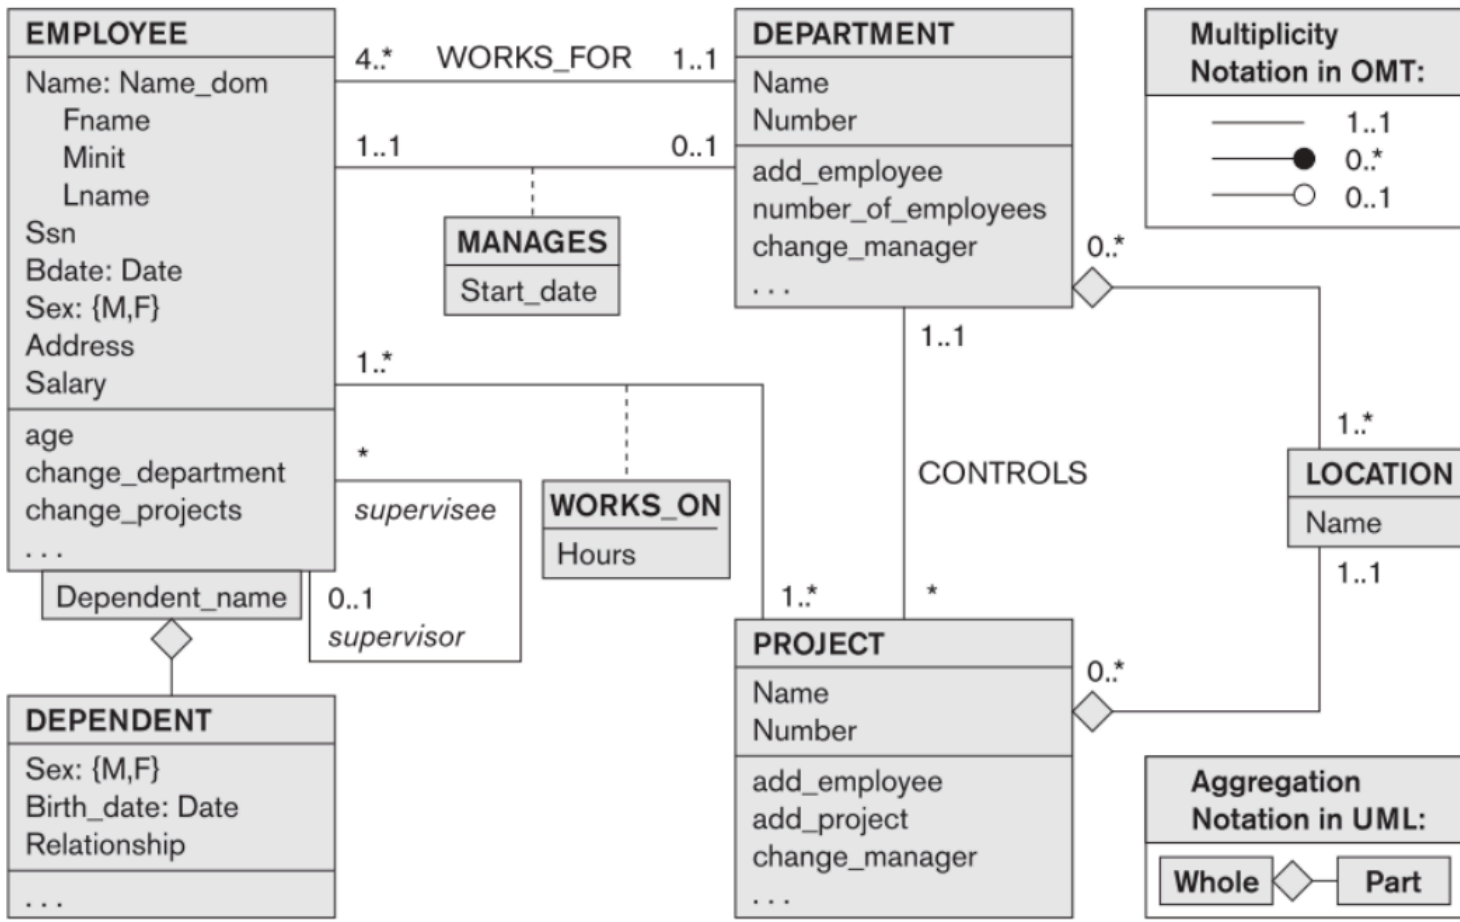 EMPLOYEE
Name: Name_dom
Fname
Minit
Lname
Ssn
Bdate: Date
Sex: {M,F}
Address
Salary
age
change_department
change_projects
. . .
Dependent_name
DEPENDENT
Sex: {M,F}
Birth_date: Date
Relationship
. . .
4..* WORKS_FOR 1..1
1..1 0..1
MANAGES
Start_date
1..*
*
supervisee
0..1
supervisor
WORKS_ON
Hours
1..*
DEPARTMENT
Name
Number
add_employee
number_of_employees
change_manager
. . .
0..*
1..1
CONTROLS
*
PROJECT
Name
Number
add_employee
add_project
change_manager
. . .
0..*
1..*
LOCATION
Name
1..1
Multiplicity
Notation in OMT:
1..1
0..*
0..1
Aggregation
Notation in UML:
Whole Part